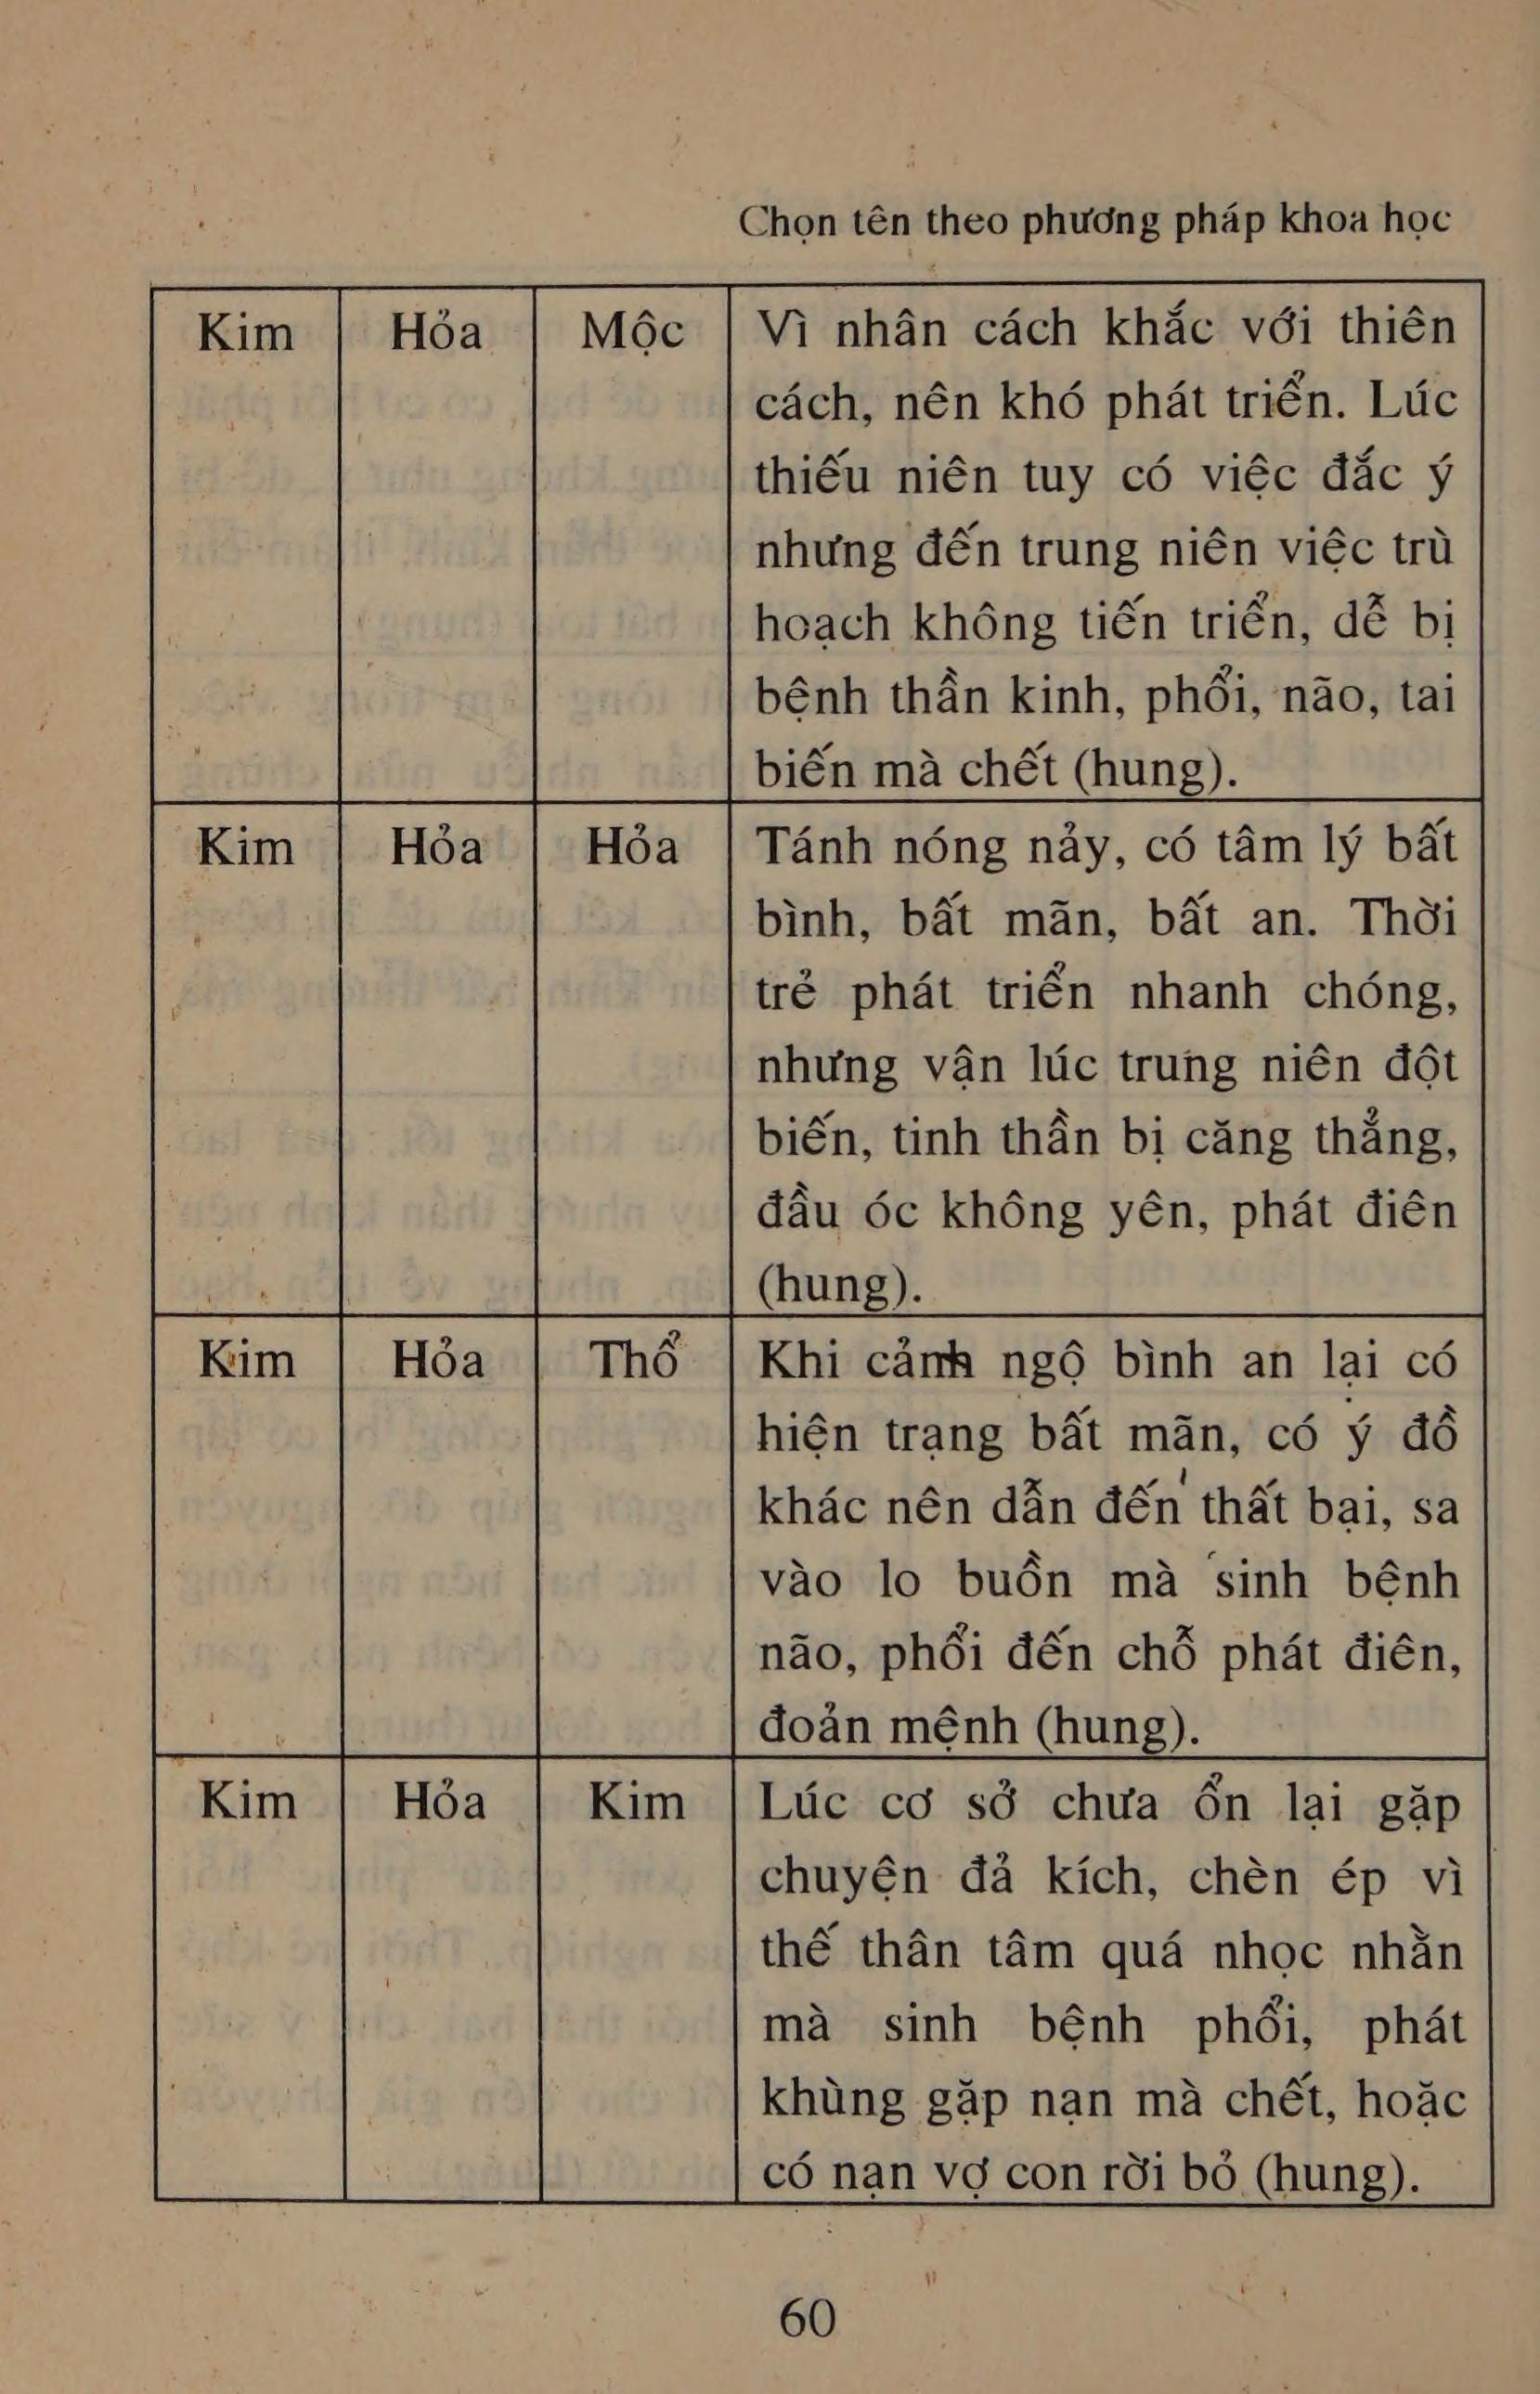 Chọn tên theo phương pháp khoa học
Kim Hỏa Mộc Vì nhân cách khắc với thiên
cách, nên khó phát triển. Lúc
thiếu niên tuy có việc đắc ý
nhưng đến trung niên việc trù
hoạch không tiến triển, dễ bị
bệnh thần kinh, phổi, não, tai
biến mà chết (hung).
Kim Hỏa Hỏa Tánh nóng nảy, có tâm lý bất
bình, bất mãn, bất an. Thời
trẻ phát triển nhanh chóng,
nhưng vận lúc trung niên đột
biến, tinh thần bị căng thẳng,
đầu óc không yên, phát điên
(hung).
Kim Hỏa Thổ Khi cảnh ngộ bình an lại có
hiện trạng bất mãn, có ý đồ
khác nên dẫn đến thất bại, sa
vào lo buồn mà sinh bệnh
não, phổi đến chỗ phát điên,
đoản mệnh (hung).
Kim Hỏa Kim Lúc cơ sở chưa ổn lại gặp
chuyện đả kích, chèn ép vì
thế thân tâm quá nhọc nhằn
mà sinh bệnh phổi, phát
khùng gặp nạn mà chết, hoặc
có nạn vợ con rời bỏ (hung).
60